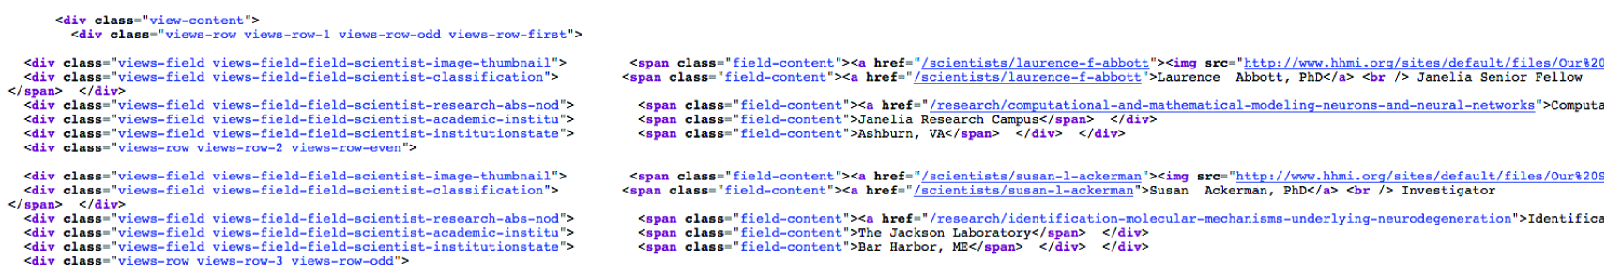 <div class="view-content">
<div class="views-row views-row-1 views-row-odd views-row-first">
<div class="views-field views-field-field-scientist-image-thumbnail"> <span class="field-content"><a href="/scientists/laurence-f-abbott"><img src="http://www.hhmi.org/sites/default/files/Our%20
<div class="views-field views-field-field-scientist-classification"> <span class="field-content"><a href="/scientists/laurence-f-abbott">Laurence Abbott, PhD</a> <br /> Janelia Senior Fellow
</span> </div>
<div class="views-field views-field-field-scientist-research-abs-nod"> <span class="field-content"><a href="/research/computational-and-mathematical-modeling-neurons-and-neural-networks">Computa
<div class="views-field views-field-field-scientist-academic-institu"> <span class="field-content">Janelia Research Campus</span> </div>
<div class="views-field views-field-field-scientist-institutionstate"> <span class="field-content">Ashburn, VA</span> </div> </div>
<div class="views-row views-row-2 views-row-even">
<div class="views-field views-field-field-scientist-image-thumbnail"> <span class="field-content"><a href="/scientists/susan-l-ackerman"><img src="http://www.hhmi.org/sites/default/files/Our%20S
<div class="views-field views-field-field-scientist-classification"> <span class="field-content"><a href="/scientists/susan-l-ackerman">Susan Ackerman, PhD</a> <br /> Investigator
</span> </div>
<div class="views-field views-field-field-scientist-research-abs-nod"> <span class="field-content"><a href="/research/identification-molecular-mechanisms-underlying-neurodegeneration">Identifica
<div class="views-field views-field-field-scientist-academic-institu"> <span class="field-content">The Jackson Laboratory</span> </div>
<div class="views-field views-field-field-scientist-institutionstate"> <span class="field-content">Bar Harbor, ME</span> </div> </div>
<div class="views-row views-row-3 views-row-odd">